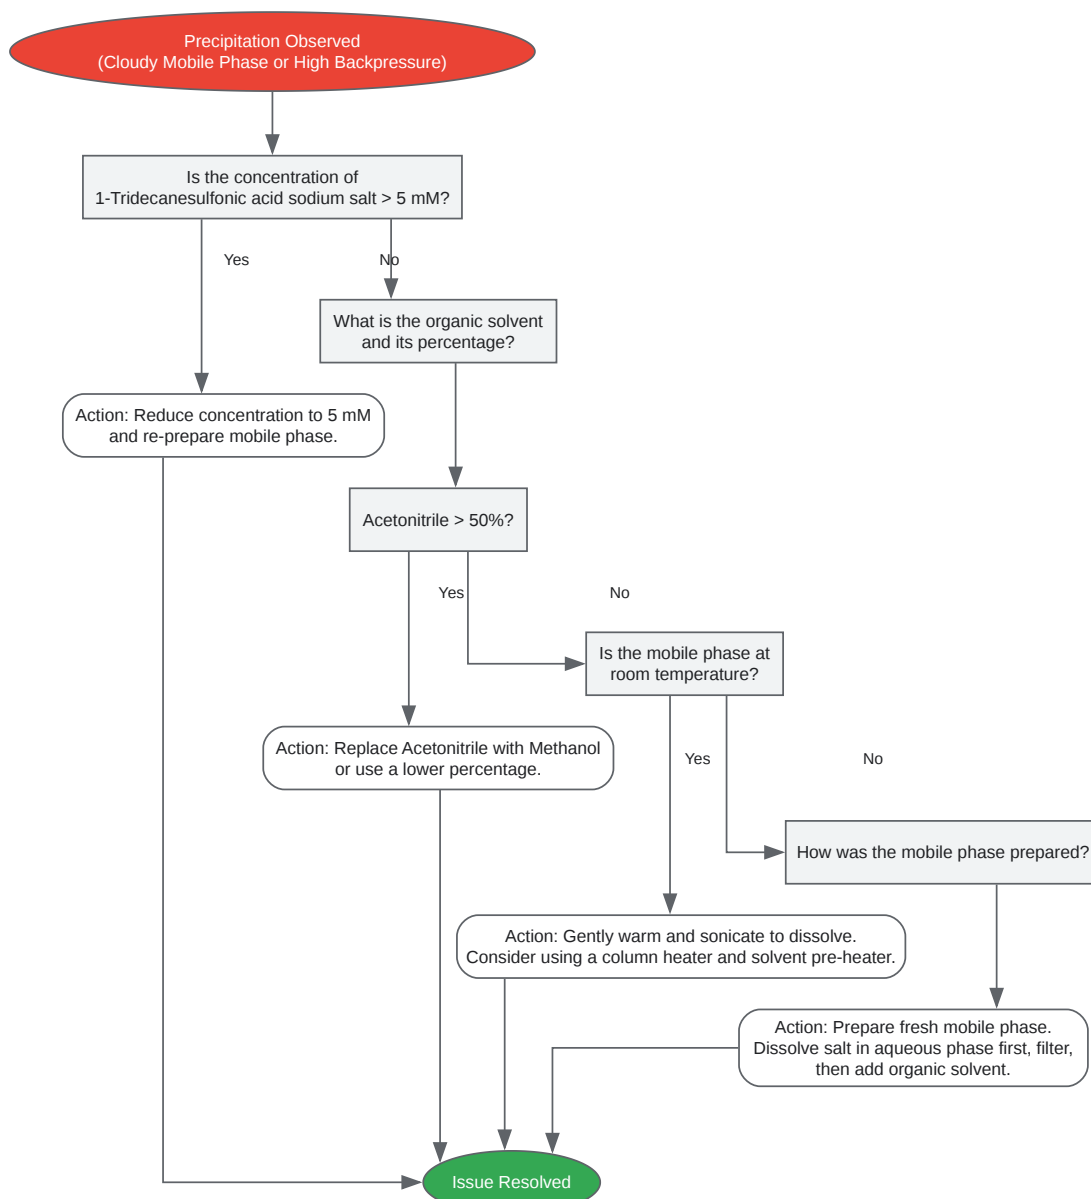 Precipitation Observed
(Cloudy Mobile Phase or High Backpressure)
Is the concentration of
1-Tridecanesulfonic acid sodium salt > 5 mM?
Yes
No
What is the organic solvent
and its percentage?
Action: Reduce concentration to 5 mM
and re-prepare mobile phase.
Acetonitrile > 50%?
Yes
No
Is the mobile phase at
room temperature?
Action: Replace Acetonitrile with Methanol
or use a lower percentage.
Yes
No
How was the mobile phase prepared?
Action: Gently warm and sonicate to dissolve.
Consider using a column heater and solvent pre-heater.
Action: Prepare fresh mobile phase.
Dissolve salt in aqueous phase first, filter,
then add organic solvent.
Issue Resolved